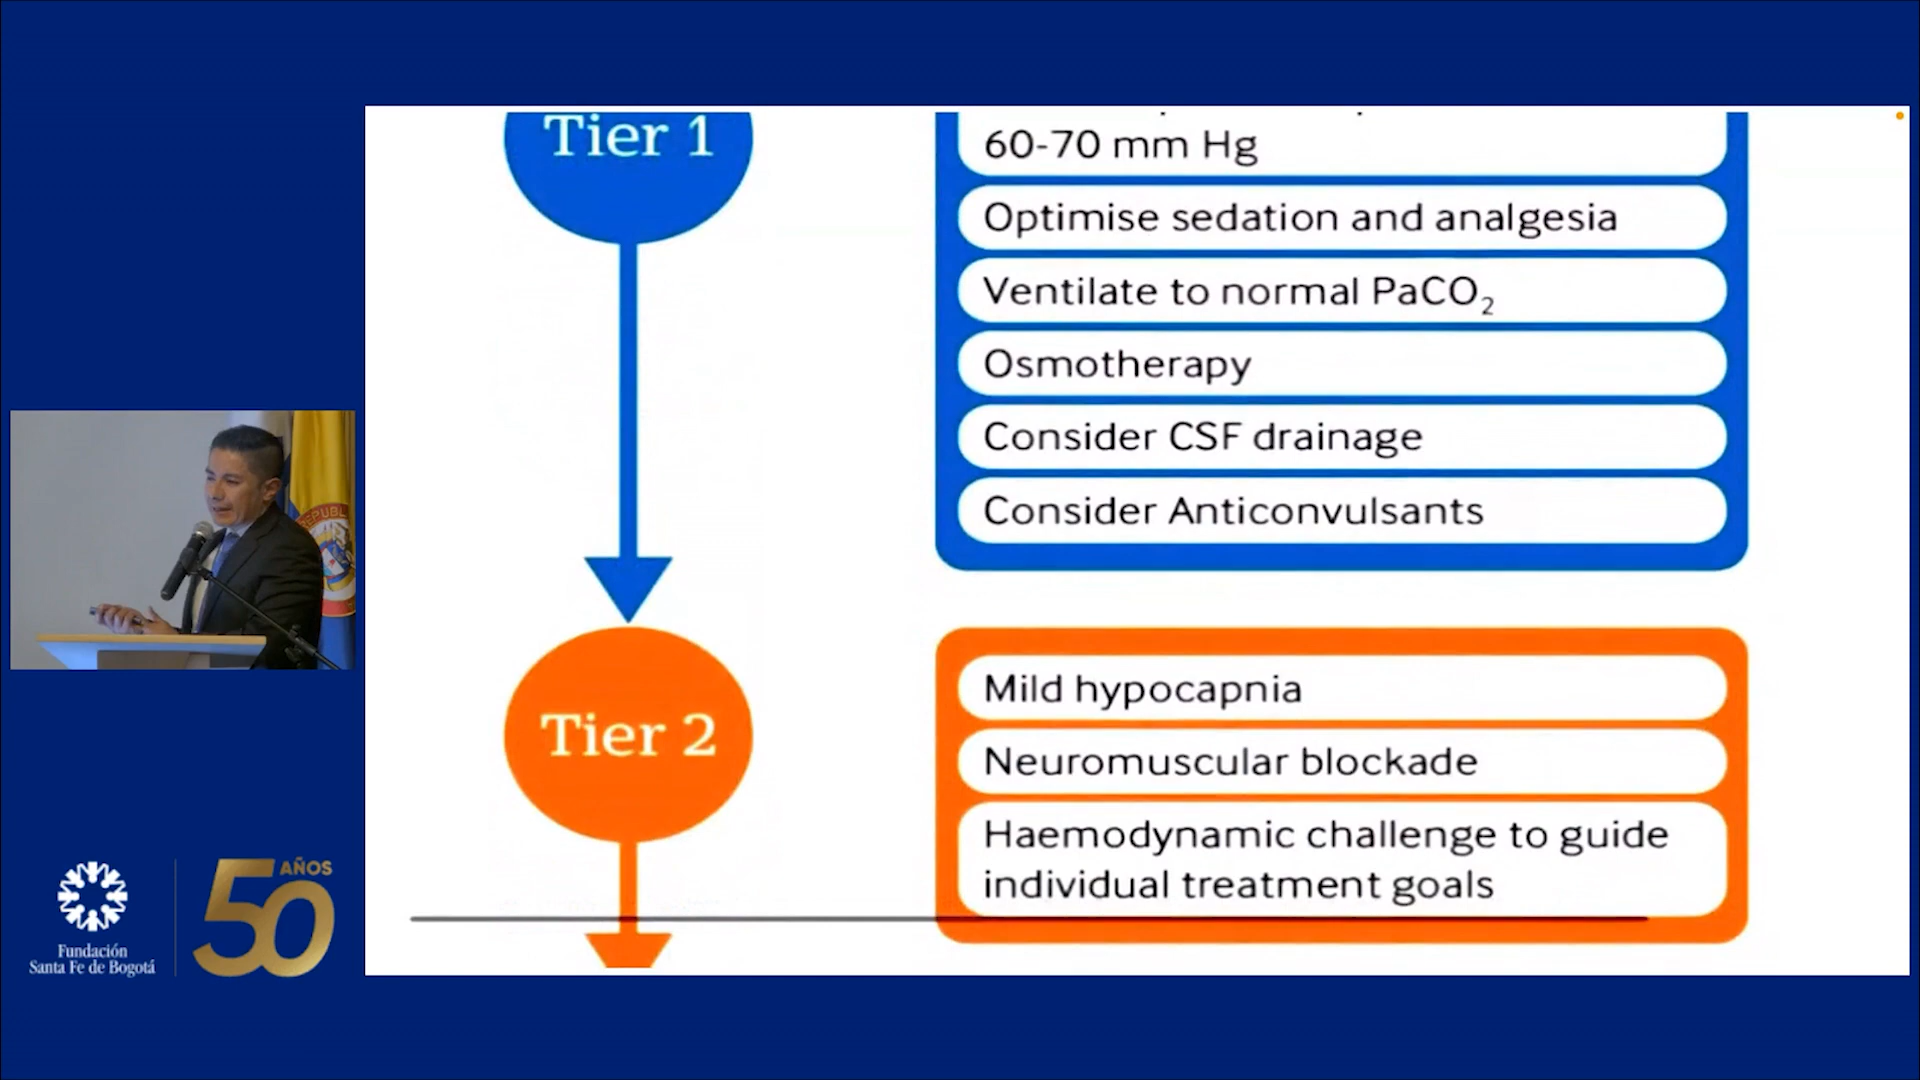 Tier 1
60-70 mm Hg
Optimise sedation and analgesia
Ventilate to normal PaCO₂
Osmotherapy
Consider CSF drainage
Consider Anticonvulsants
Tier 2
Mild hypocapnia
Neuromuscular blockade
Haemodynamic challenge to guide
individual treatment goals
Fundación
Santa Fe de Bogotá
50 AÑOS